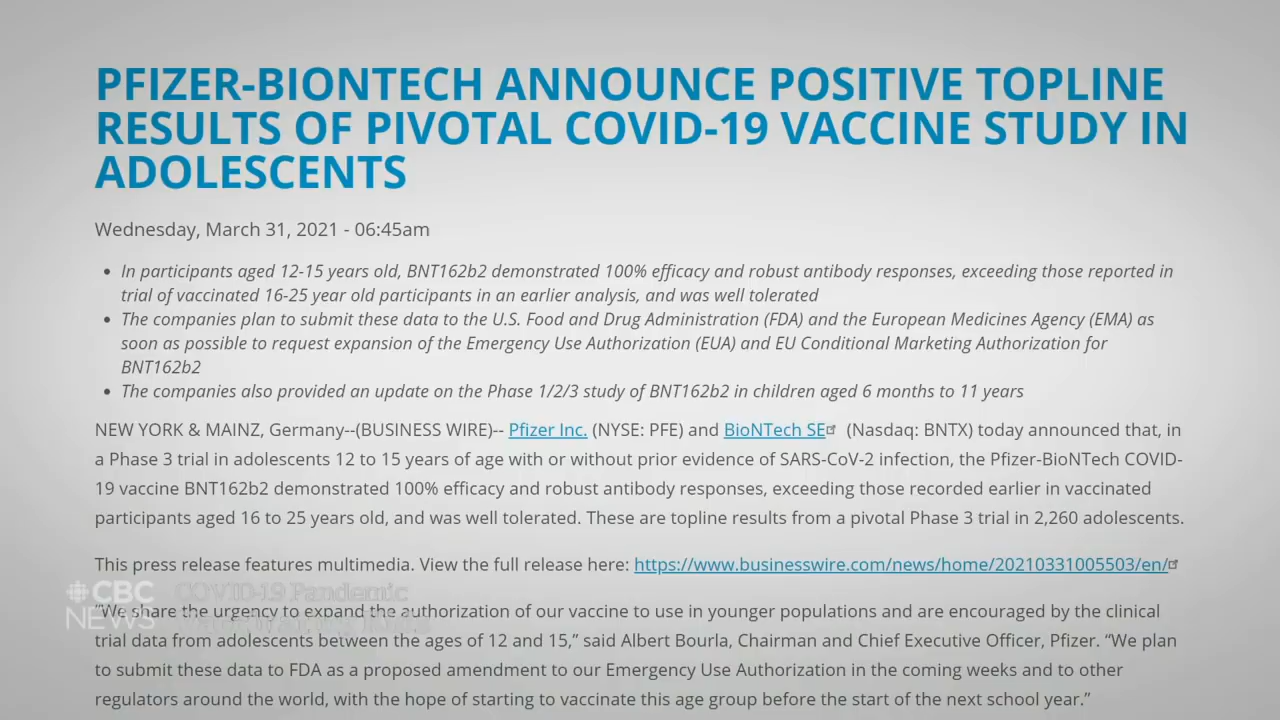 PFIZER-BIONTECH ANNOUNCE POSITIVE TOPLINE
RESULTS OF PIVOTAL COVID-19 VACCINE STUDY IN
ADOLESCENTS
Wednesday, March 31, 2021 - 06:45am
• In participants aged 12-15 years old, BNT162b2 demonstrated 100% efficacy and robust antibody responses, exceeding those reported in
trial of vaccinated 16-25 year old participants in an earlier analysis, and was well tolerated
• The companies plan to submit these data to the U.S. Food and Drug Administration (FDA) and the European Medicines Agency (EMA) as
soon as possible to request expansion of the Emergency Use Authorization (EUA) and EU Conditional Marketing Authorization for
BNT162b2
• The companies also provided an update on the Phase 1/2/3 study of BNT162b2 in children aged 6 months to 11 years
NEW YORK & MAINZ, Germany--(BUSINESS WIRE)-- Pfizer Inc. (NYSE: PFE) and BioNTech SE (Nasdaq: BNTX) today announced that, in
a Phase 3 trial in adolescents 12 to 15 years of age with or without prior evidence of SARS-CoV-2 infection, the Pfizer-BioNTech COVID-
19 vaccine BNT162b2 demonstrated 100% efficacy and robust antibody responses, exceeding those recorded earlier in vaccinated
participants aged 16 to 25 years old, and was well tolerated. These are topline results from a pivotal Phase 3 trial in 2,260 adolescents.
This press release features multimedia. View the full release here: https://www.businesswire.com/news/home/20210331005503/en/
CBC
NEWS
COVID-19 Pandemic
"We share the urgency to expand the authorization of our vaccine to use in younger populations and are encouraged by the clinical
trial data from adolescents between the ages of 12 and 15," said Albert Bourla, Chairman and Chief Executive Officer, Pfizer. "We plan
to submit these data to FDA as a proposed amendment to our Emergency Use Authorization in the coming weeks and to other
regulators around the world, with the hope of starting to vaccinate this age group before the start of the next school year."